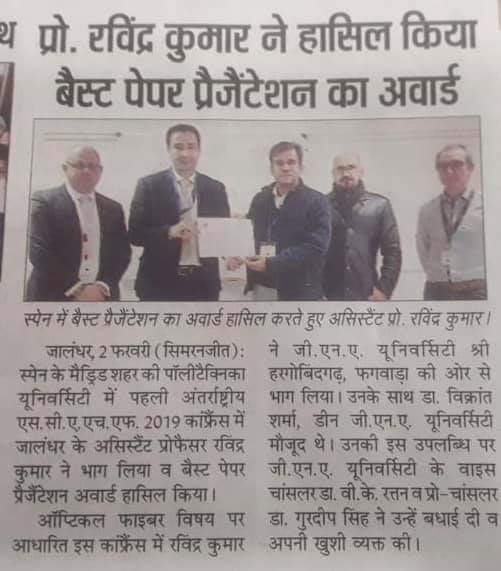 थ
प्रो. रविंद्र कुमार ने हासिल किया
बैस्ट पेपर प्रैजैंटेशन का अवार्ड
स्पेन में बैस्ट प्रैजैंटेशन का अवार्ड हासिल करते हुए असिस्टैंट प्रो. रविंद्र कुमार।
जालंधर, 2 फरवरी (सिमरनजीत):
स्पेन के मैड्रिड शहर की पॉलीटैक्निका
यूनिवर्सिटी में पहली अंतर्राष्ट्रीय
एस.सी.ए.एच.एफ. 2019 कांफ्रैंस में
जालंधर के असिस्टैंट प्रोफैसर रविंद्र
कुमार ने भाग लिया व बैस्ट पेपर
प्रैजैंटेशन अवार्ड हासिल किया।
ऑप्टिकल फाइबर विषय पर
आधारित इस कांफ्रैंस में रविंद्र कुमार
ने जी.एन.ए. यूनिवर्सिटी श्री
हरगोबिंदगढ़, फगवाड़ा की ओर से
भाग लिया। उनके साथ डा. विक्रांत
शर्मा, डीन जी.एन.ए. यूनिवर्सिटी
मौजूद थे। उनकी इस उपलब्धि पर
जी.एन.ए. यूनिवर्सिटी के वाइस
चांसलर डा. वी.के. रतन व प्रो-चांसलर
डा. गुरदीप सिंह ने उन्हें बधाई दी व
अपनी खुशी व्यक्त की।